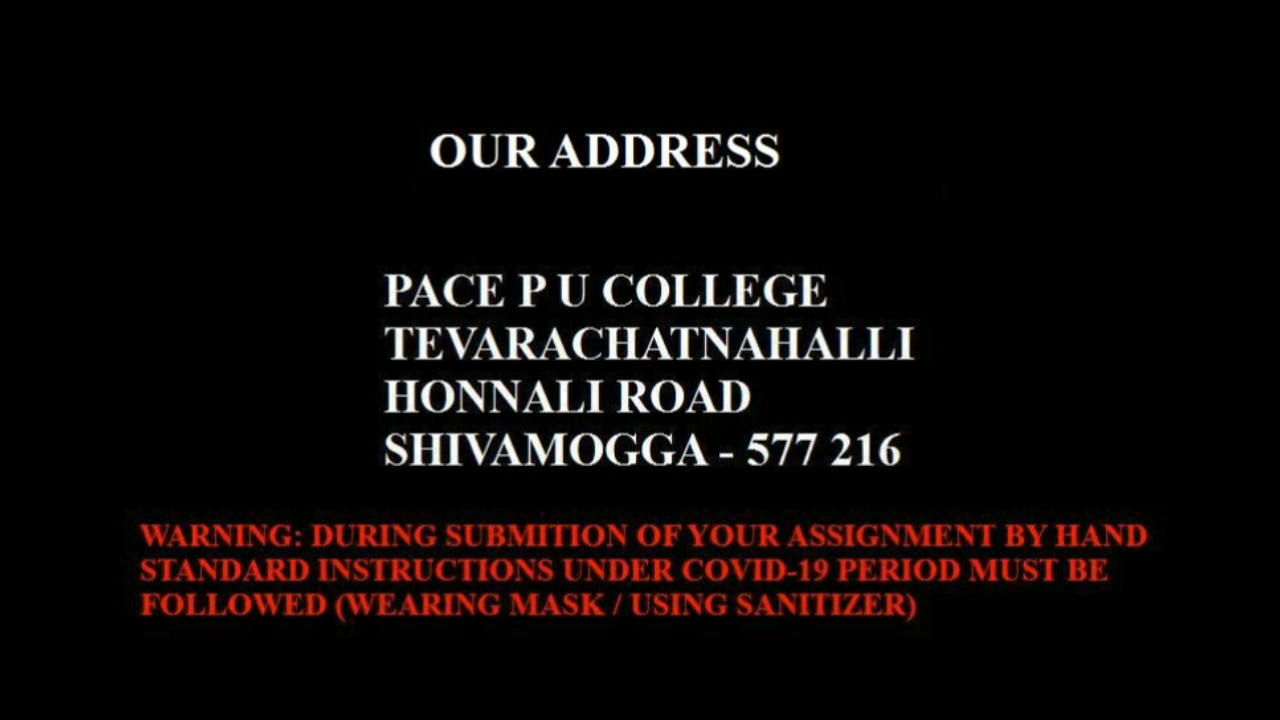 OUR ADDRESS
PACE P U COLLEGE
TEVARACHATNAHALLI
HONNALI ROAD
SHIVAMOGGA - 577 216
WARNING: DURING SUBMITION OF YOUR ASSIGNMENT BY HAND
STANDARD INSTRUCTIONS UNDER COVID-19 PERIOD MUST BE
FOLLOWED (WEARING MASK / USING SANITIZER)